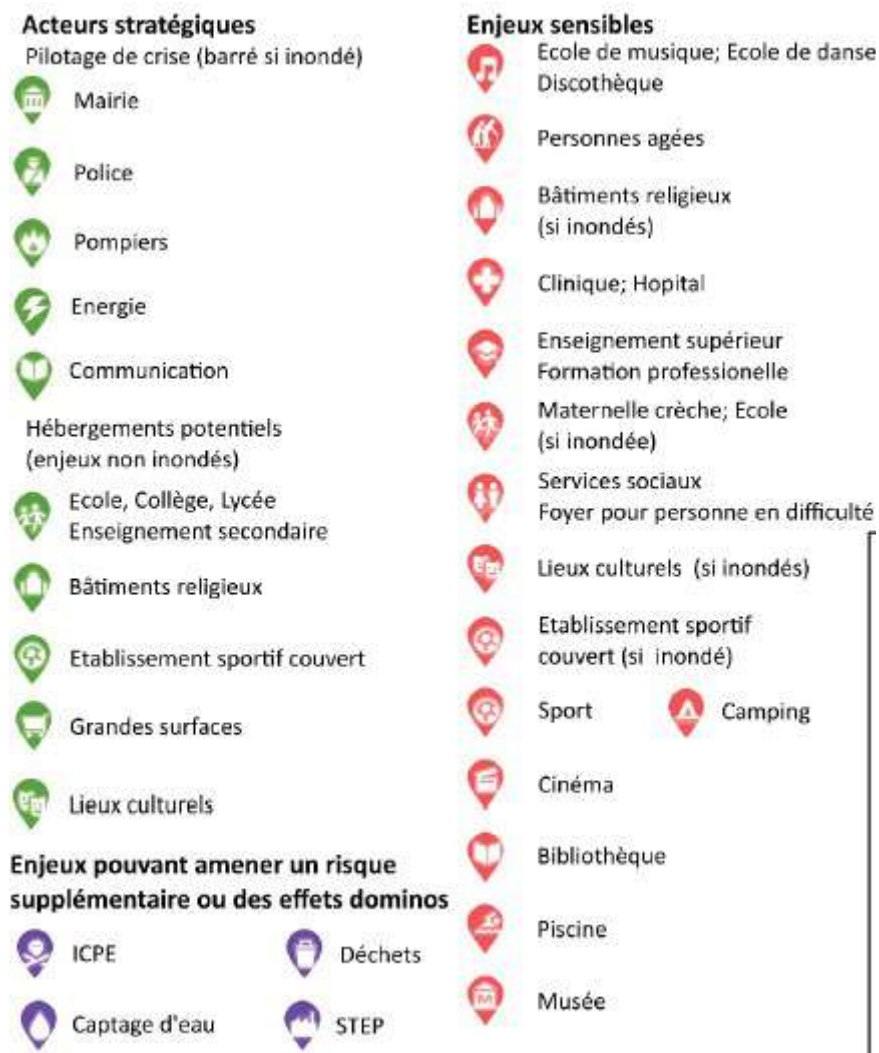 Acteurs stratégiques
Pilotage de crise (barré si inondé)
Mairie
Police
Pompiers
Energie
Communication
Hébergements potentiels
(enjeux non inondés)
Ecole, Collège, Lycée
Enseignement secondaire
Bâtiments religieux
Etablissement sportif couvert
Grandes surfaces
Lieux culturels
Enjeux pouvant amener un risque
supplémentaire ou des effets dominos
ICPE
Déchets
Captage d'eau
STEP
Enjeux sensibles
Ecole de musique; Ecole de danse
Discothèque
Personnes agées
Bâtiments religieux
(si inondés)
Clinique; Hopital
Enseignement supérieur
Formation professionelle
Maternelle crèche; Ecole
(si inondée)
Services sociaux
Foyer pour personne en difficulté
Lieux culturels (si inondés)
Etablissement sportif
couvert (si inondé)
Sport
Camping
Cinéma
Bibliothèque
Piscine
Musée